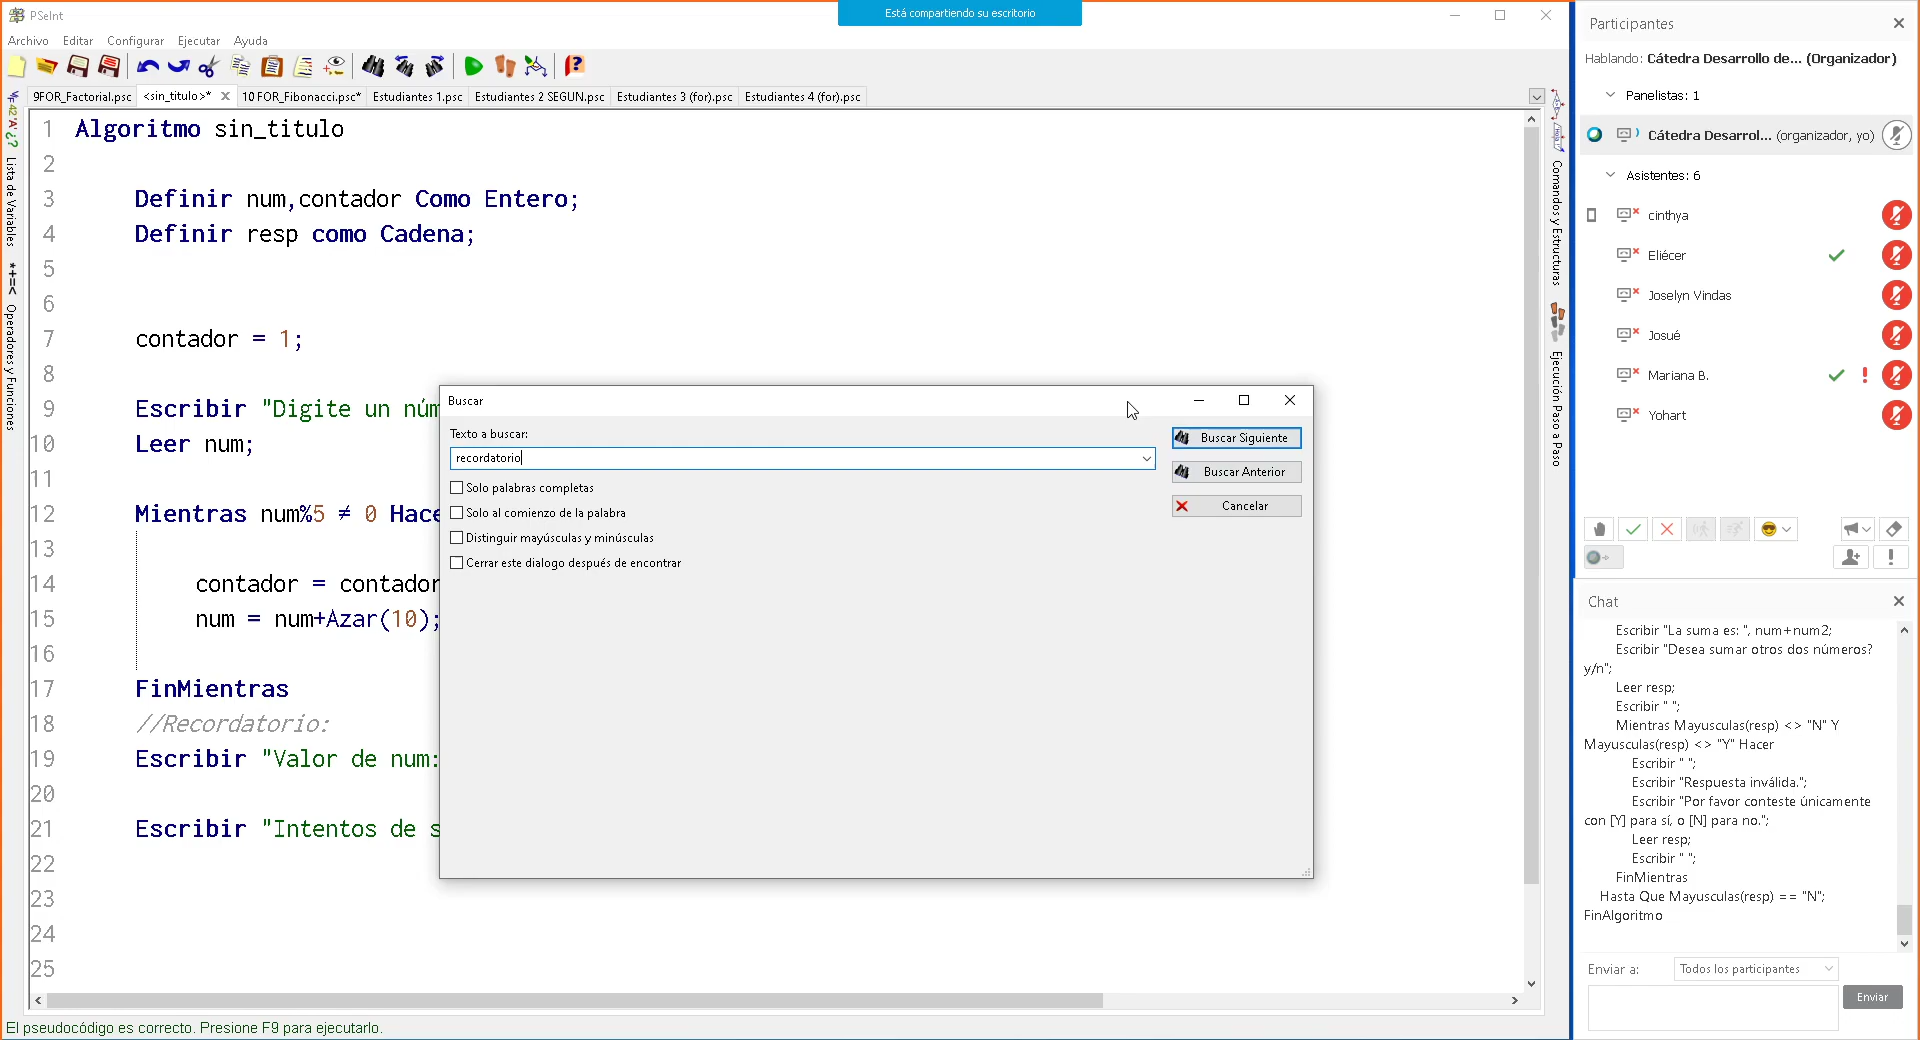 PSeInt
Está compartiendo su escritorio
Archivo Editar Configurar Ejecutar Ayuda
9FOR_Factorial.psc <sin_titulo>* 10 FOR_Fibonacci.psc* Estudiantes 1.psc Estudiantes 2 SEGUN.psc Estudiantes 3 (for).psc Estudiantes 4 (for).psc
Lista de Variables
Operadores y Funciones
1 Algoritmo sin_titulo
2
3 Definir num,contador Como Entero;
4 Definir resp como Cadena;
5
6
7 contador = 1;
8
9 Escribir "Digite un núm
10 Leer num;
11
12 Mientras num%5 ≠ 0 Hace
13
14 contador = contador
15 num = num+Azar(10);
16
17 FinMientras
18 //Recordatorio:
19 Escribir "Valor de num:
20
21 Escribir "Intentos de s
22
23
24
25
Buscar
Texto a buscar:
recordatorio
Solo palabras completas
Solo al comienzo de la palabra
Distinguir mayúsculas y minúsculas
Cerrar este dialogo después de encontrar
Buscar Siguiente
Buscar Anterior
Cancelar
Comandos y Estructuras
Ejecución Paso a Paso
El pseudocódigo es correcto. Presione F9 para ejecutarlo.
Participantes
Hablando: Cátedra Desarrollo de... (Organizador)
Panelistas: 1
Cátedra Desarrol... (organizador, yo)
Asistentes: 6
cinthya
Eliécer
Joselyn Vindas
Josué
Mariana B.
Yohart
Chat
Escribir "La suma es: ", num+num2;
Escribir "Desea sumar otros dos números?
y/n";
Leer resp;
Escribir " ";
Mientras Mayusculas(resp) <> "N" Y
Mayusculas(resp) <> "Y" Hacer
Escribir " ";
Escribir "Respuesta inválida.";
Escribir "Por favor conteste únicamente
con [Y] para sí, o [N] para no.";
Leer resp;
Escribir " ";
FinMientras
Hasta Que Mayusculas(resp) == "N";
FinAlgoritmo
Enviar a:
Todos los participantes
Enviar